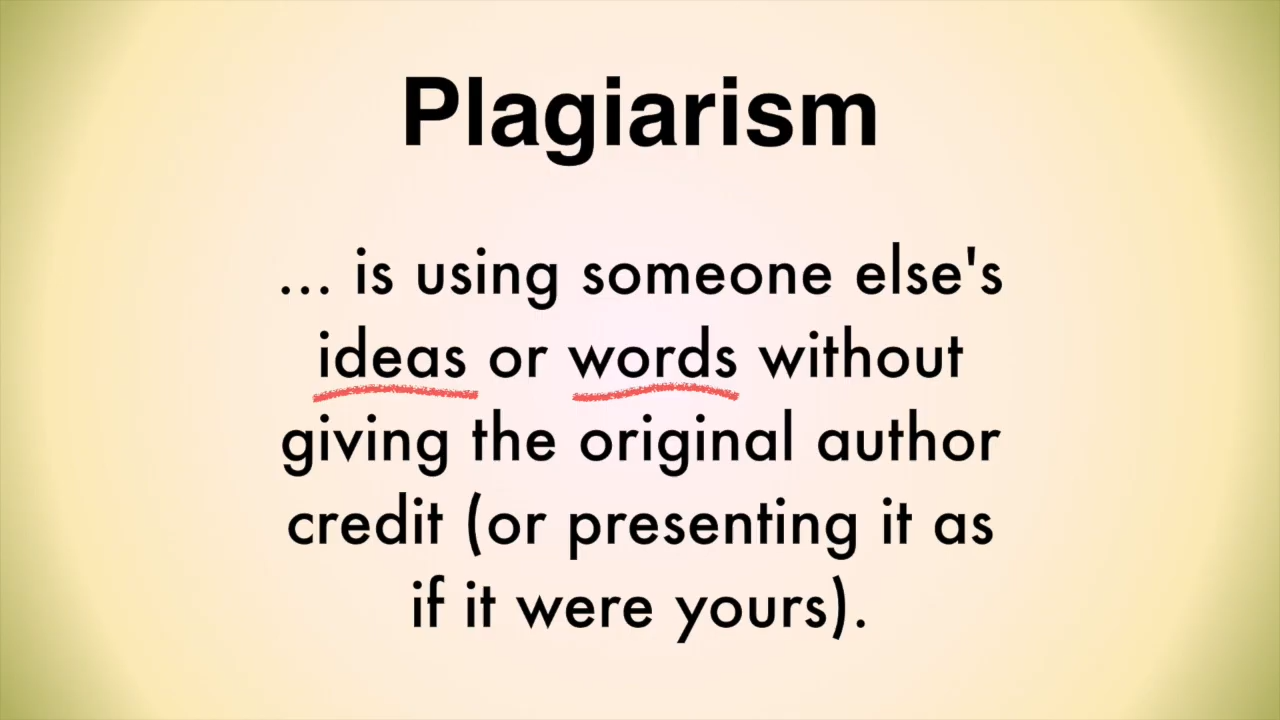 Plagiarism
... is using someone else's
ideas or words without
giving the original author
credit (or presenting it as
if it were yours).